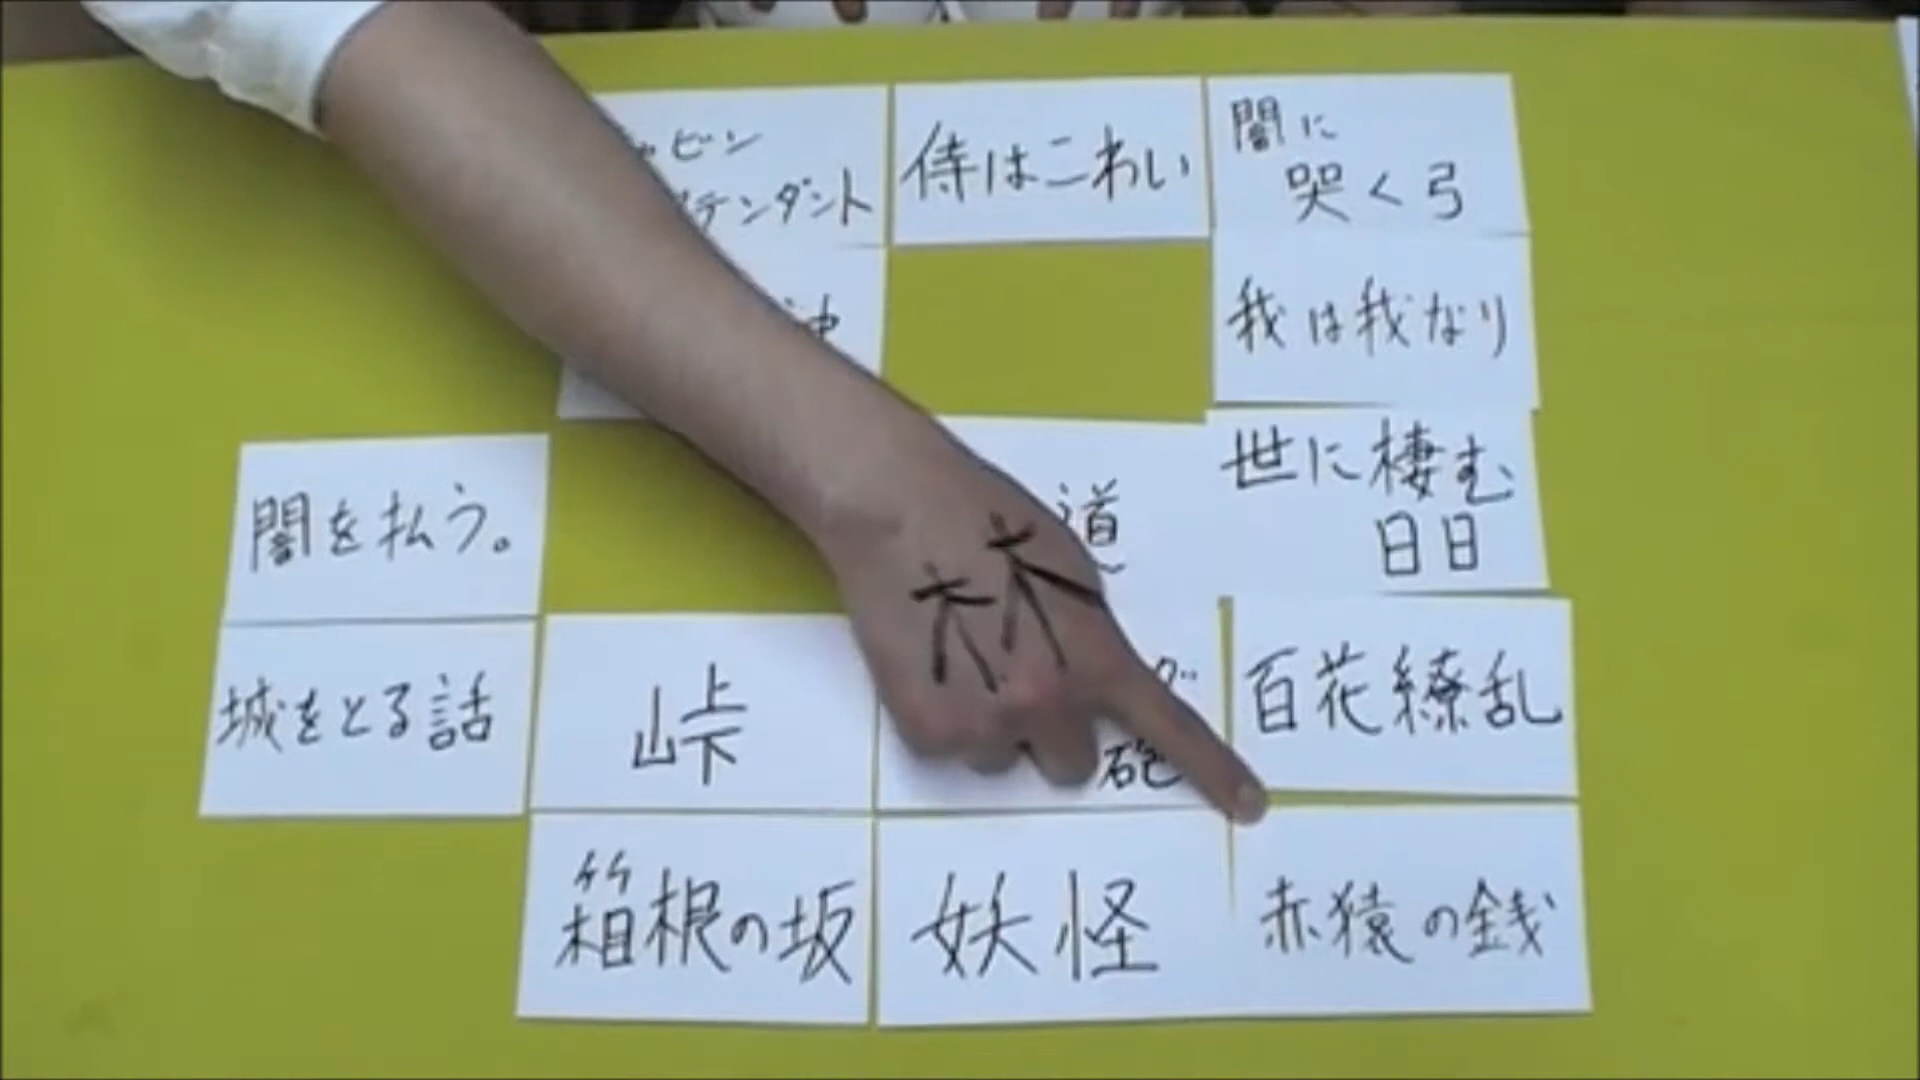 ビン
テンダント
侍はこわい
闇に
哭く弓
我は我なり
世に棲む
日日
道
闇を払う。
林
城をとる話
峠
砲
百花繚乱
箱根の坂
妖怪
赤猿の銭